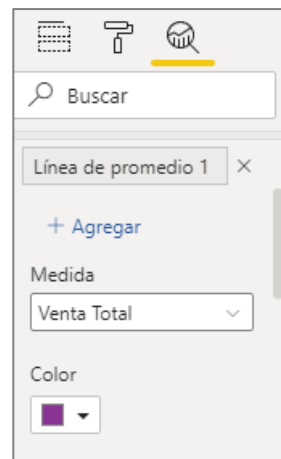 Buscar
Línea de promedio 1
+ Agregar
Medida
Venta Total
Color